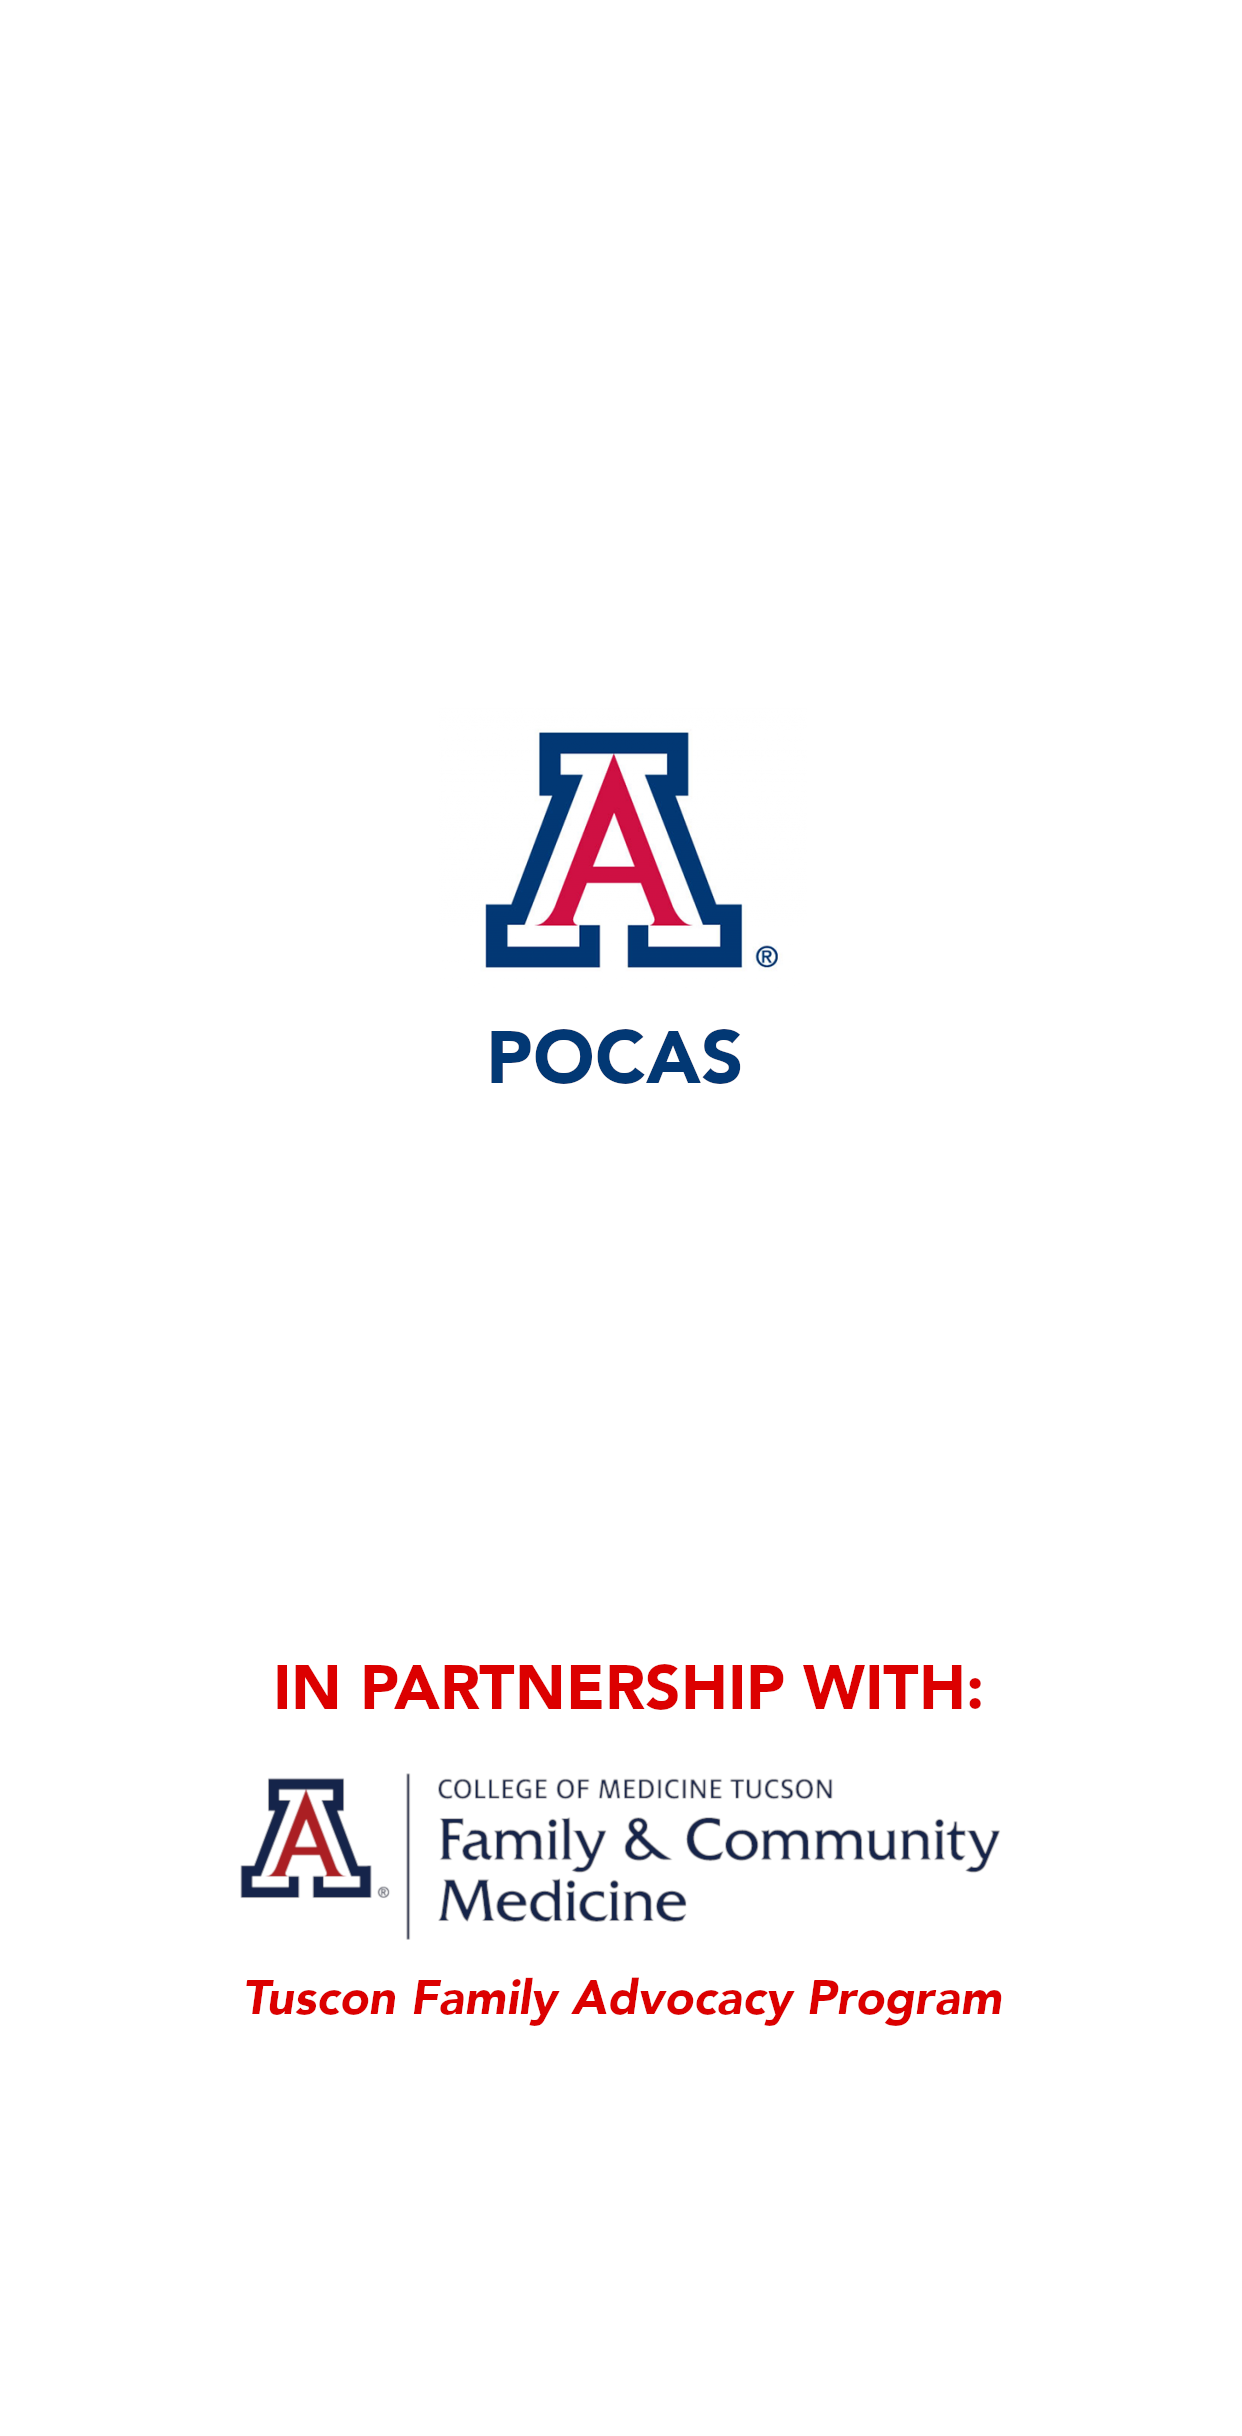 A
®
POCAS
IN PARTNERSHIP WITH:
A
®
COLLEGE OF MEDICINE TUCSON
Family & Community
Medicine
Tuscon Family Advocacy Program